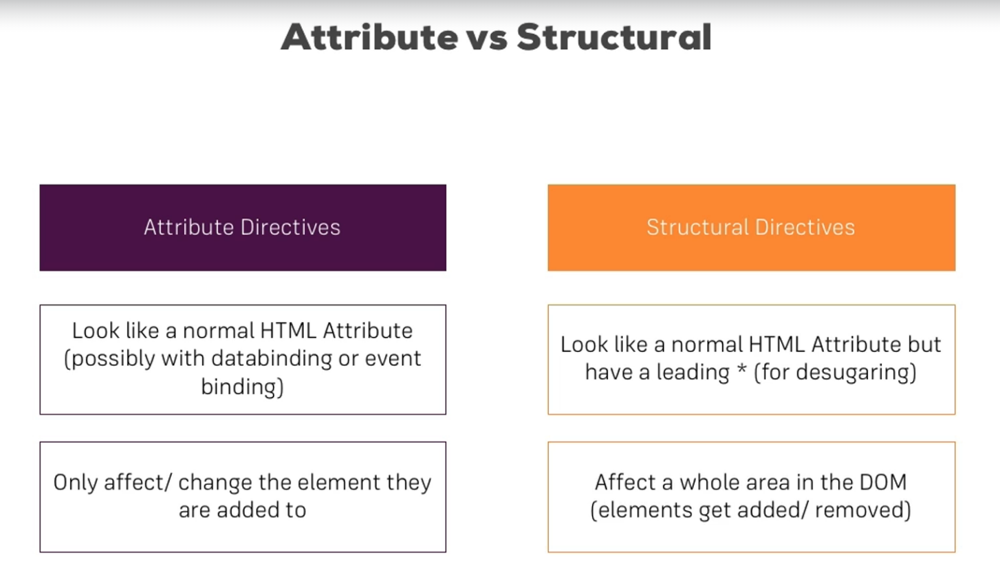 Attribute vs Structural
Attribute Directives
Look like a normal HTML Attribute
(possibly with databinding or event
binding)
Only affect/ change the element they
are added to
Structural Directives
Look like a normal HTML Attribute but
have a leading * (for desugaring)
Affect a whole area in the DOM
(elements get added/ removed)